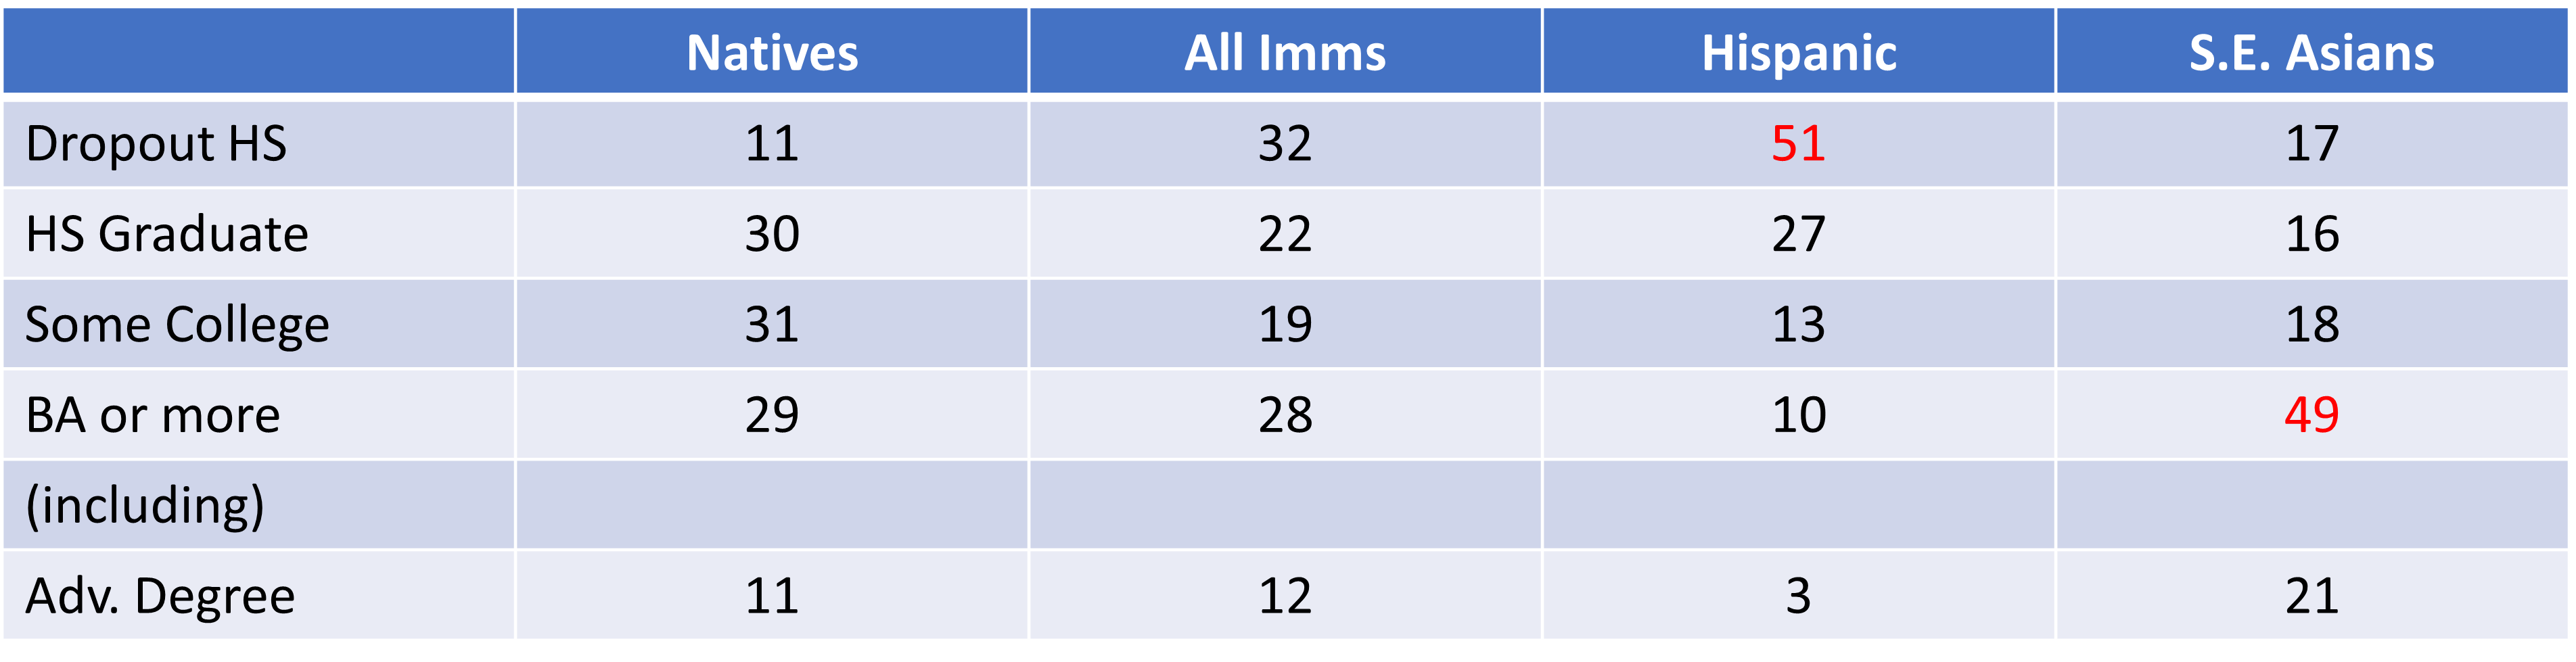 Natives All Imms Hispanic S.E. Asians
Dropout HS 11 32 51 17
HS Graduate 30 22 27 16
Some College 31 19 13 18
BA or more 29 28 10 49
(including)
Adv. Degree 11 12 3 21